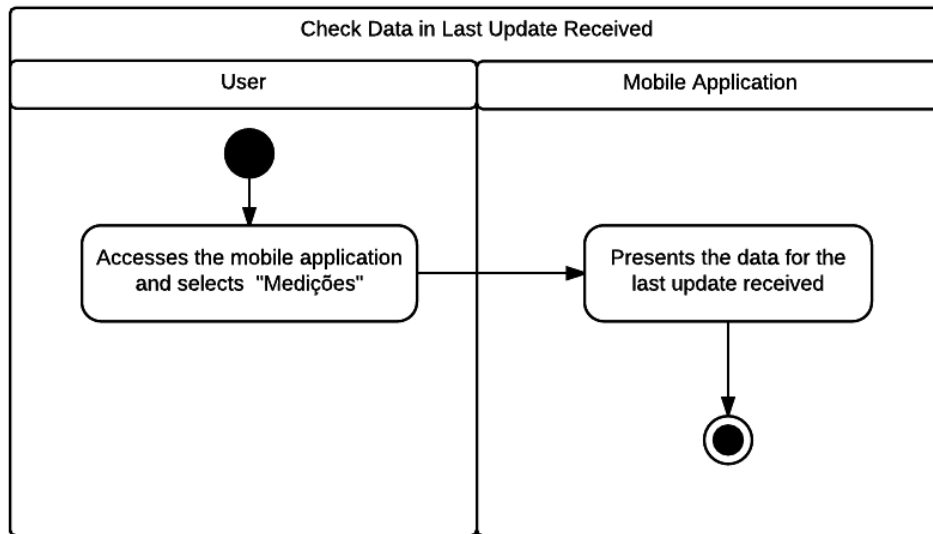 Check Data in Last Update Received
User
Mobile Application
Accesses the mobile application
and selects "Medições"
Presents the data for the
last update received